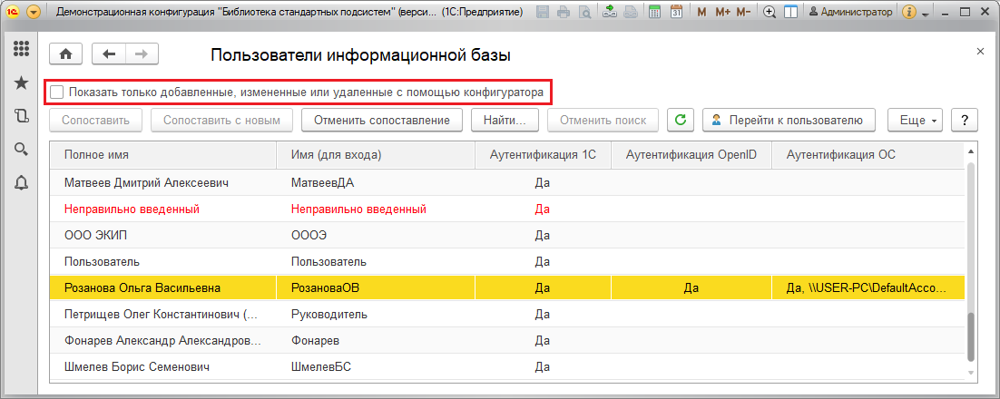 1С Демонстрационная конфигурация "Библиотека стандартных подсистем" (верси... (1С:Предприятие) 31 M M+ M- Администратор
Пользователи информационной базы
Показать только добавленные, измененные или удаленные с помощью конфигуратора
Сопоставить Сопоставить с новым Отменить сопоставление Найти... Отменить поиск Перейти к пользователю Еще ?
Полное имя Имя (для входа) Аутентификация 1С Аутентификация OpenID Аутентификация ОС
Матвеев Дмитрий Алексеевич МатвеевДА Да
Неправильно введенный Неправильно введенный Да
ООО ЭКИП ОООЭ Да
Пользователь Пользователь Да
Розанова Ольга Васильевна РозановаОВ Да Да Да, \\USER-PC\DefaultAcco...
Петрищев Олег Константинович (... Руководитель Да
Фонарев Александр Александров... Фонарев Да
Шмелев Борис Семенович ШмелевБС Да